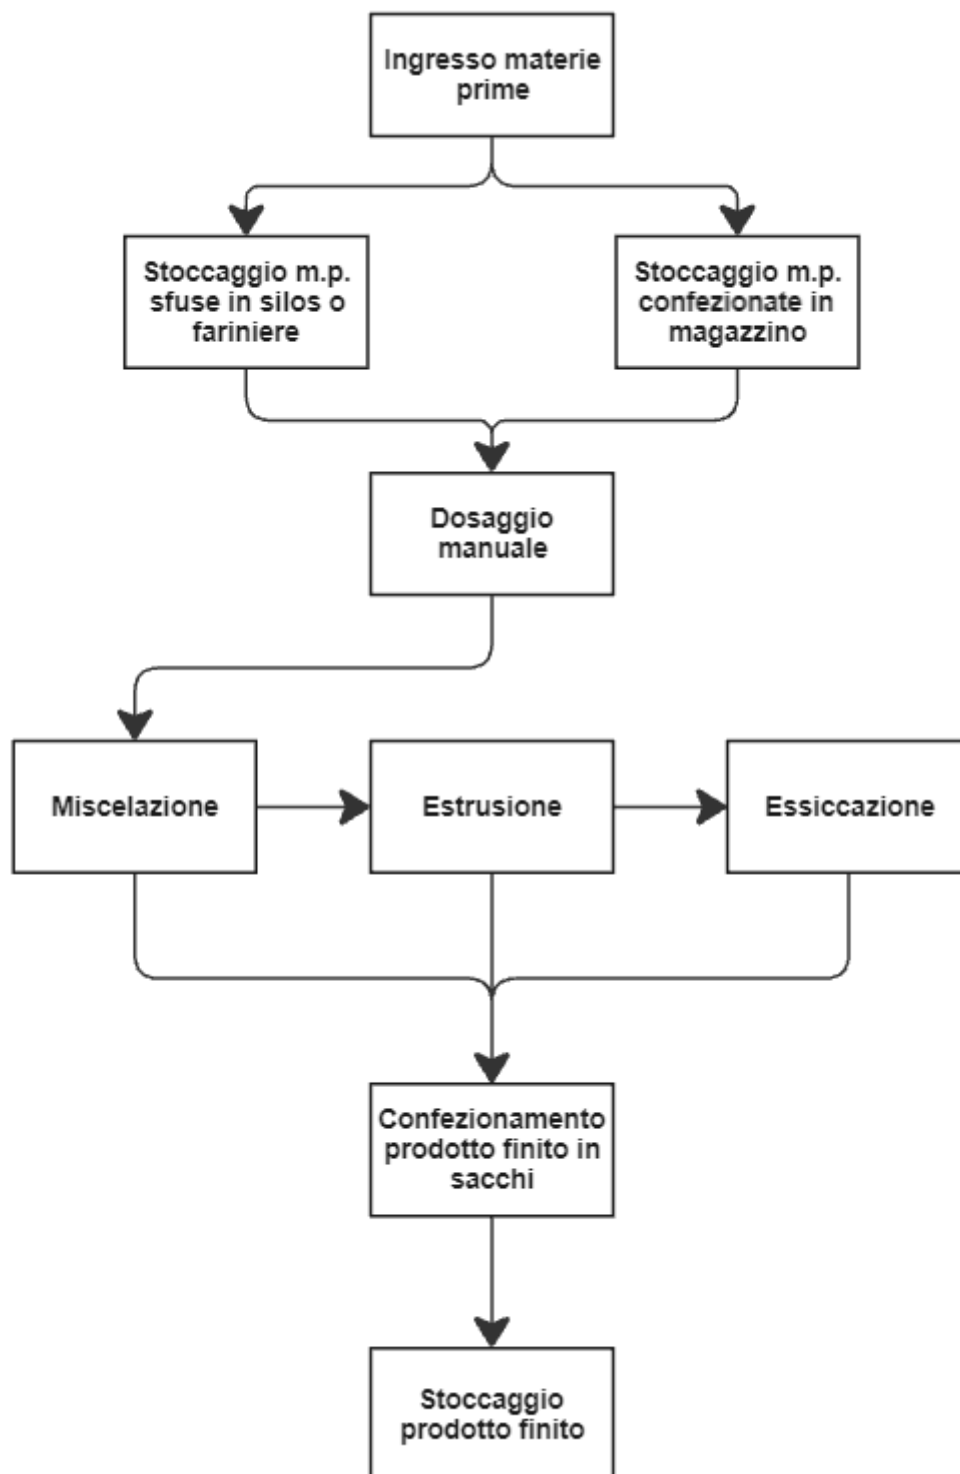 Ingresso materie
prime
Stoccaggio m.p.
sfuse in silos o
fariniere
Stoccaggio m.p.
confezionate in
magazzino
Dosaggio
manuale
Miscelazione
Estrusione
Essiccazione
Confezionamento
prodotto finito in
sacchi
Stoccaggio
prodotto finito